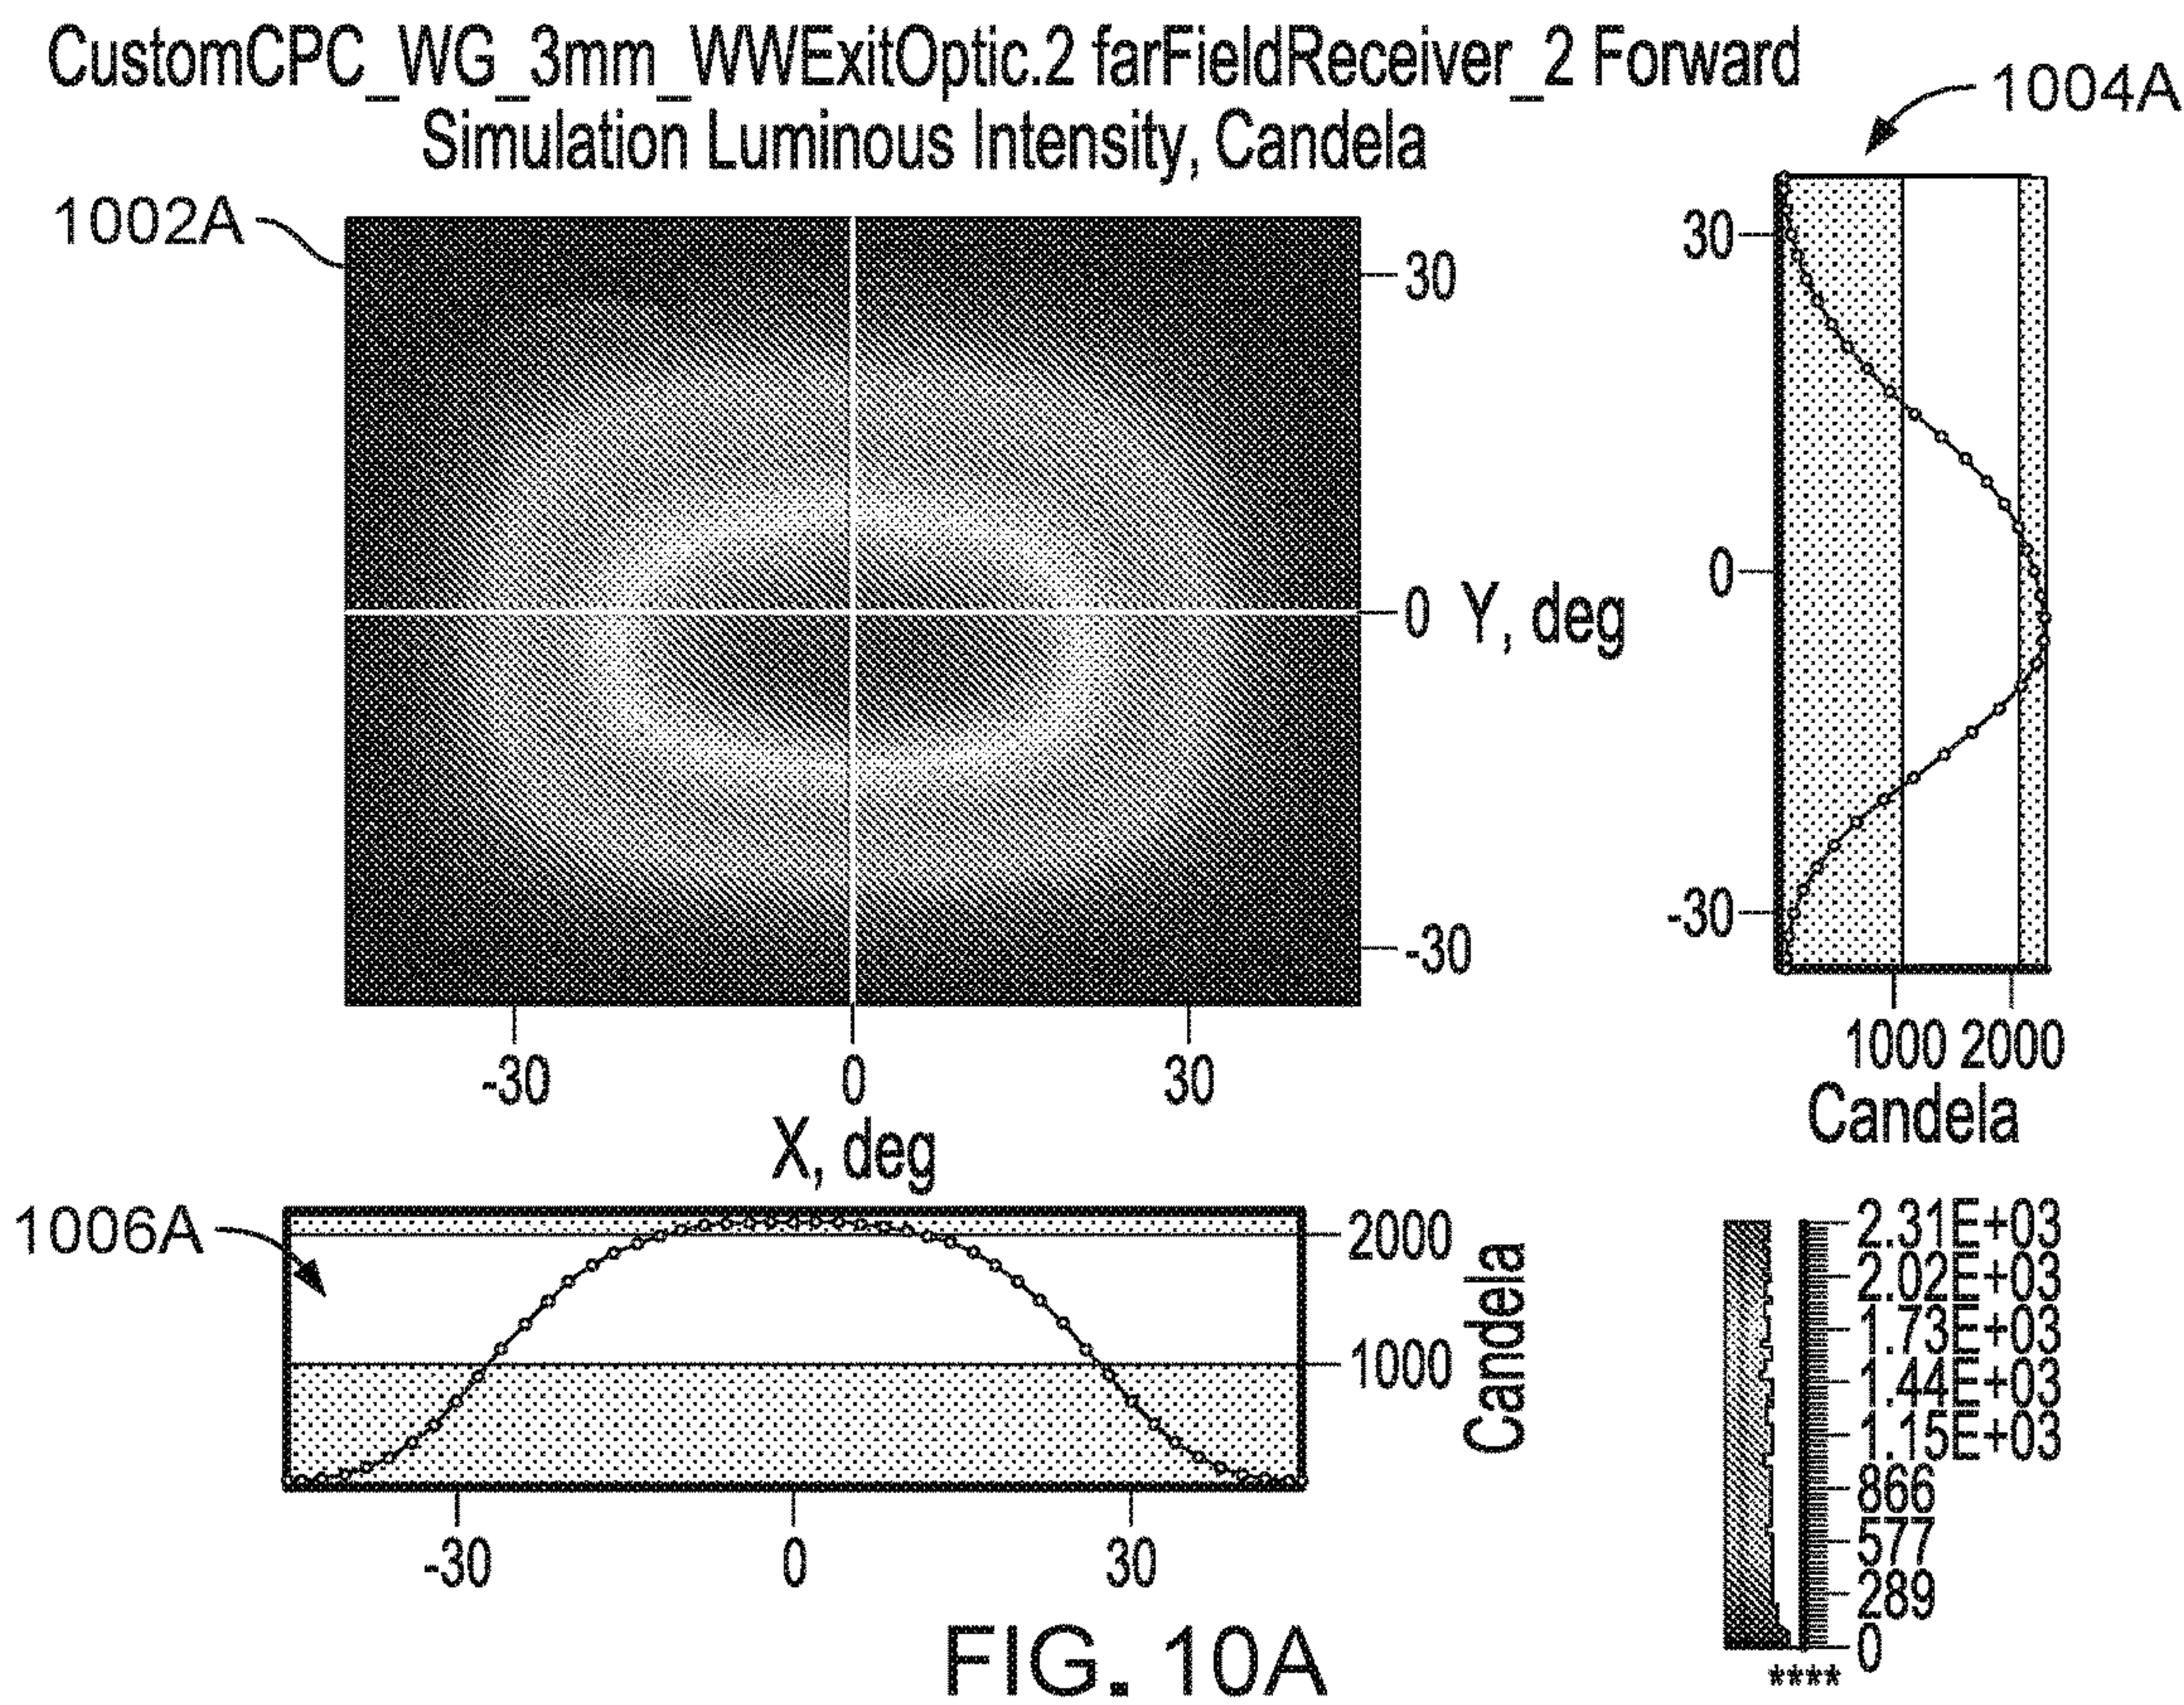 CustomCPC_WG_3mm_WWExitOptic.2 farFieldReceiver_2 Forward
Simulation Luminous Intensity, Candela
1004A
1002A
30
0 Y, deg
-30
-30 0 30
X, deg
30
0
-30
1000 2000
Candela
1006A
2000
1000
Candela
-30 0 30
2.31E+03
2.02E+03
1.73E+03
1.44E+03
1.15E+03
866
577
289
0
****
FIG. 10A